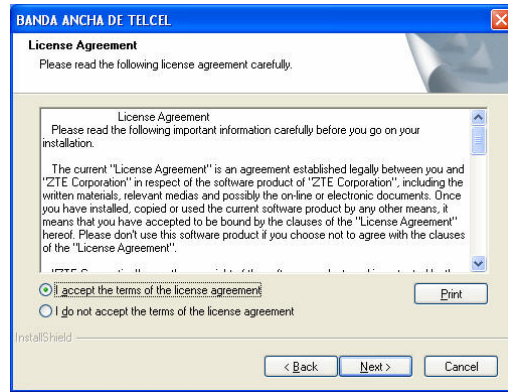 BANDA ANCHA DE TELCEL
License Agreement
Please read the following license agreement carefully.
License Agreement
Please read the following important information carefully before you go on your
installation.
The current "License Agreement" is an agreement established legally between you and
"ZTE Corporation" in respect of the software product of "ZTE Corporation", including the
written materials, relevant medias and possibly the on-line or electronic documents. Once
you have installed, copied or used the current software product by any other means, it
means that you have accepted to be bound by the clauses of the "License Agreement"
hereof. Please don't use this software product if you choose not to agree with the clauses
of the "License Agreement".
I accept the terms of the license agreement
Print
I do not accept the terms of the license agreement
InstallShield
< Back
Next >
Cancel